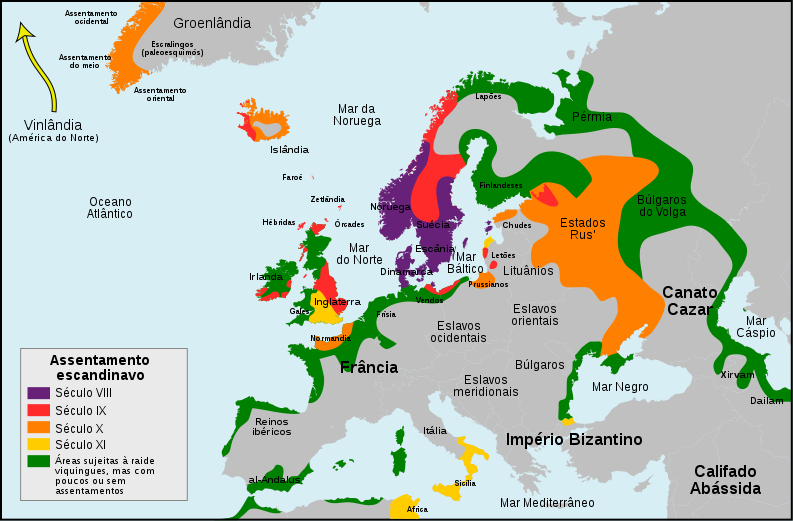 Assentamento
ocidental
Groenlândia
Escralingos
(paleoesquimós)
Assentamento
do meio
Assentamento
oriental
Vinlândia
(América do Norte)
Mar da
Noruega
Lapões
Permia
Islândia
Faroé
Oceano
Atlântico
Zetlândia
Hébridas
Órcades
Noruega
Suécia
Finlandeses
Chudes
Estados
Rus'
Búlgaros
do Volga
Mar
do Norte
Escânia
Mar
Báltico
Letões
Lituânios
Irlanda
Dinamarca
Prussianos
Inglaterra
Gales
Frísia
Vendos
Canato
Cazar
Eslavos
ocidentais
Eslavos
orientais
Mar
Cáspio
Normandia
França
Búlgaros
Eslavos
meridionais
Mar Negro
Xirvam
Dailam
Reinos
ibéricos
Itália
Império Bizantino
al-Andalus
Sicília
África
Mar Mediterrâneo
Califado
Abássida
Assentamento
escandinavo
Século VIII
Século IX
Século X
Século XI
Áreas sujeitas à raide
viquingues, mas com
poucos ou sem
assentamentos